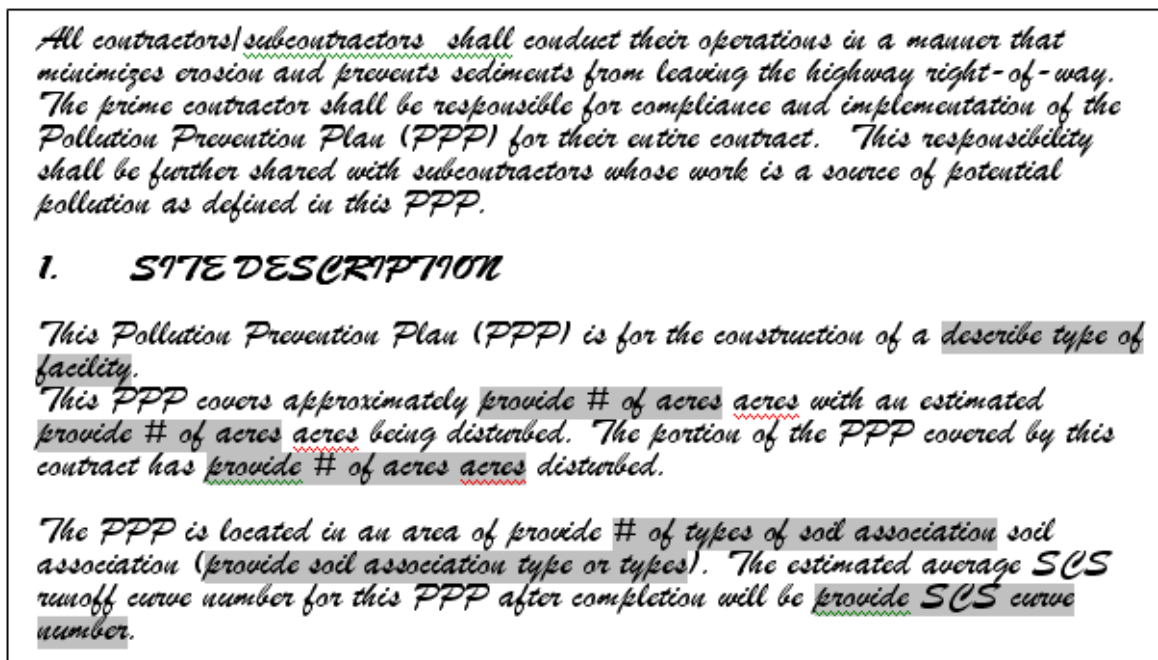 All contractors/subcontractors  shall conduct their operations in a manner that
minimizes erosion and prevents sediments from leaving the highway right-of-way.
The prime contractor shall be responsible for compliance and implementation of the
Pollution Prevention Plan (PPP) for their entire contract.  This responsibility
shall be further shared with subcontractors whose work is a source of potential
pollution as defined in this PPP.
1. SITE DESCRIPTION
This Pollution Prevention Plan (PPP) is for the construction of a describe type of
facility.
This PPP covers approximately provide # of acres acres with an estimated
provide # of acres acres being disturbed.  The portion of the PPP covered by this
contract has provide # of acres acres disturbed.
The PPP is located in an area of provide # of types of soil association soil
association (provide soil association type or types).  The estimated average SCS
runoff curve number for this PPP after completion will be provide SCS curve
number.